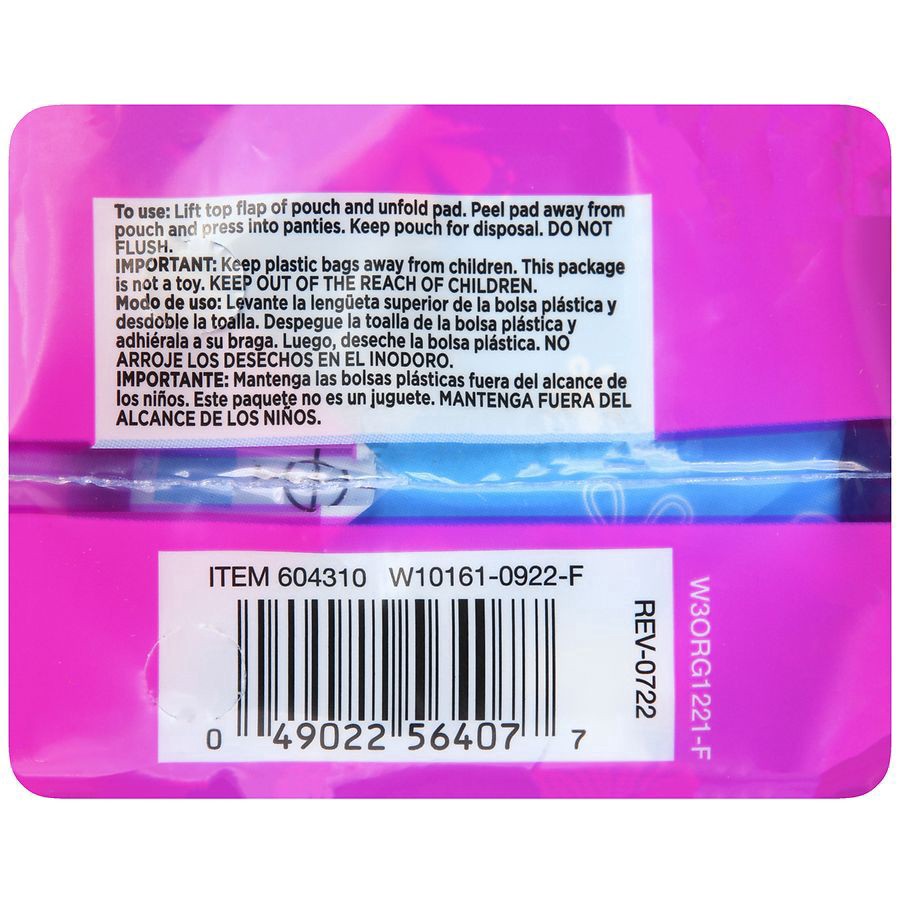 To use: Lift top flap of pouch and unfold pad. Peel pad away from
pouch and press into panties. Keep pouch for disposal. DO NOT
FLUSH.
IMPORTANT: Keep plastic bags away from children. This package
is not a toy. KEEP OUT OF THE REACH OF CHILDREN.
Modo de uso: Levante la lengüeta superior de la bolsa plástica y
desdoble la toalla. Despegue la toalla de la bolsa plástica y
adhiérala a su braga. Luego, deseche la bolsa plástica. NO
ARROJE LOS DESECHOS EN EL INODORO.
IMPORTANTE: Mantenga las bolsas plásticas fuera del alcance de
los niños. Este paquete no es un juguete. MANTENGA FUERA DEL
ALCANCE DE LOS NIÑOS.
ITEM 604310 W10161-0922-F
REV-0722
W3ORG1221-F
0 49022 56407 7